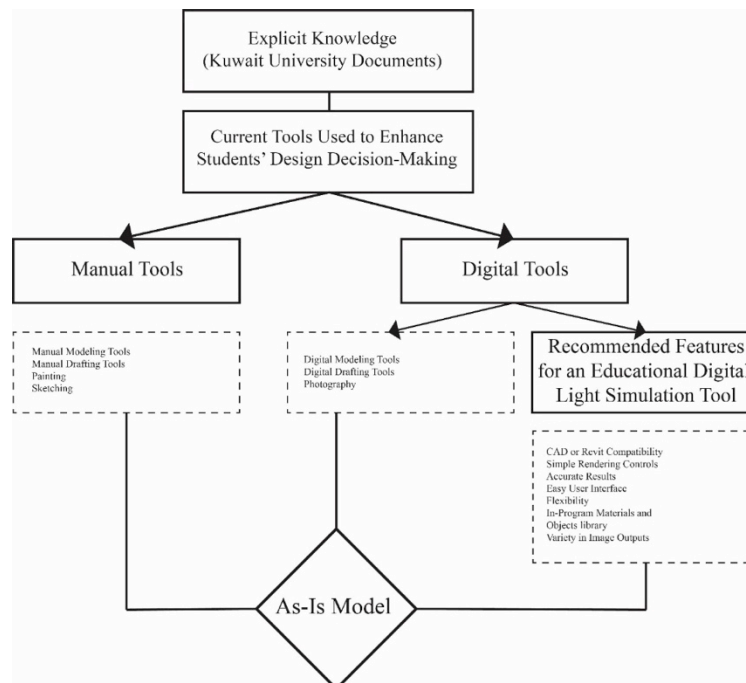 Explicit Knowledge
(Kuwait University Documents)
Current Tools Used to Enhance
Students' Design Decision-Making
Manual Tools
Digital Tools
Manual Modeling Tools
Manual Drafting Tools
Painting
Sketching
Digital Modeling Tools
Digital Drafting Tools
Photography
Recommended Features
for an Educational Digital
Light Simulation Tool
CAD or Revit Compatibility
Simple Rendering Controls
Accurate Results
Easy User Interface
Flexibility
In-Program Materials and
Objects library
Variety in Image Outputs
As-Is Model